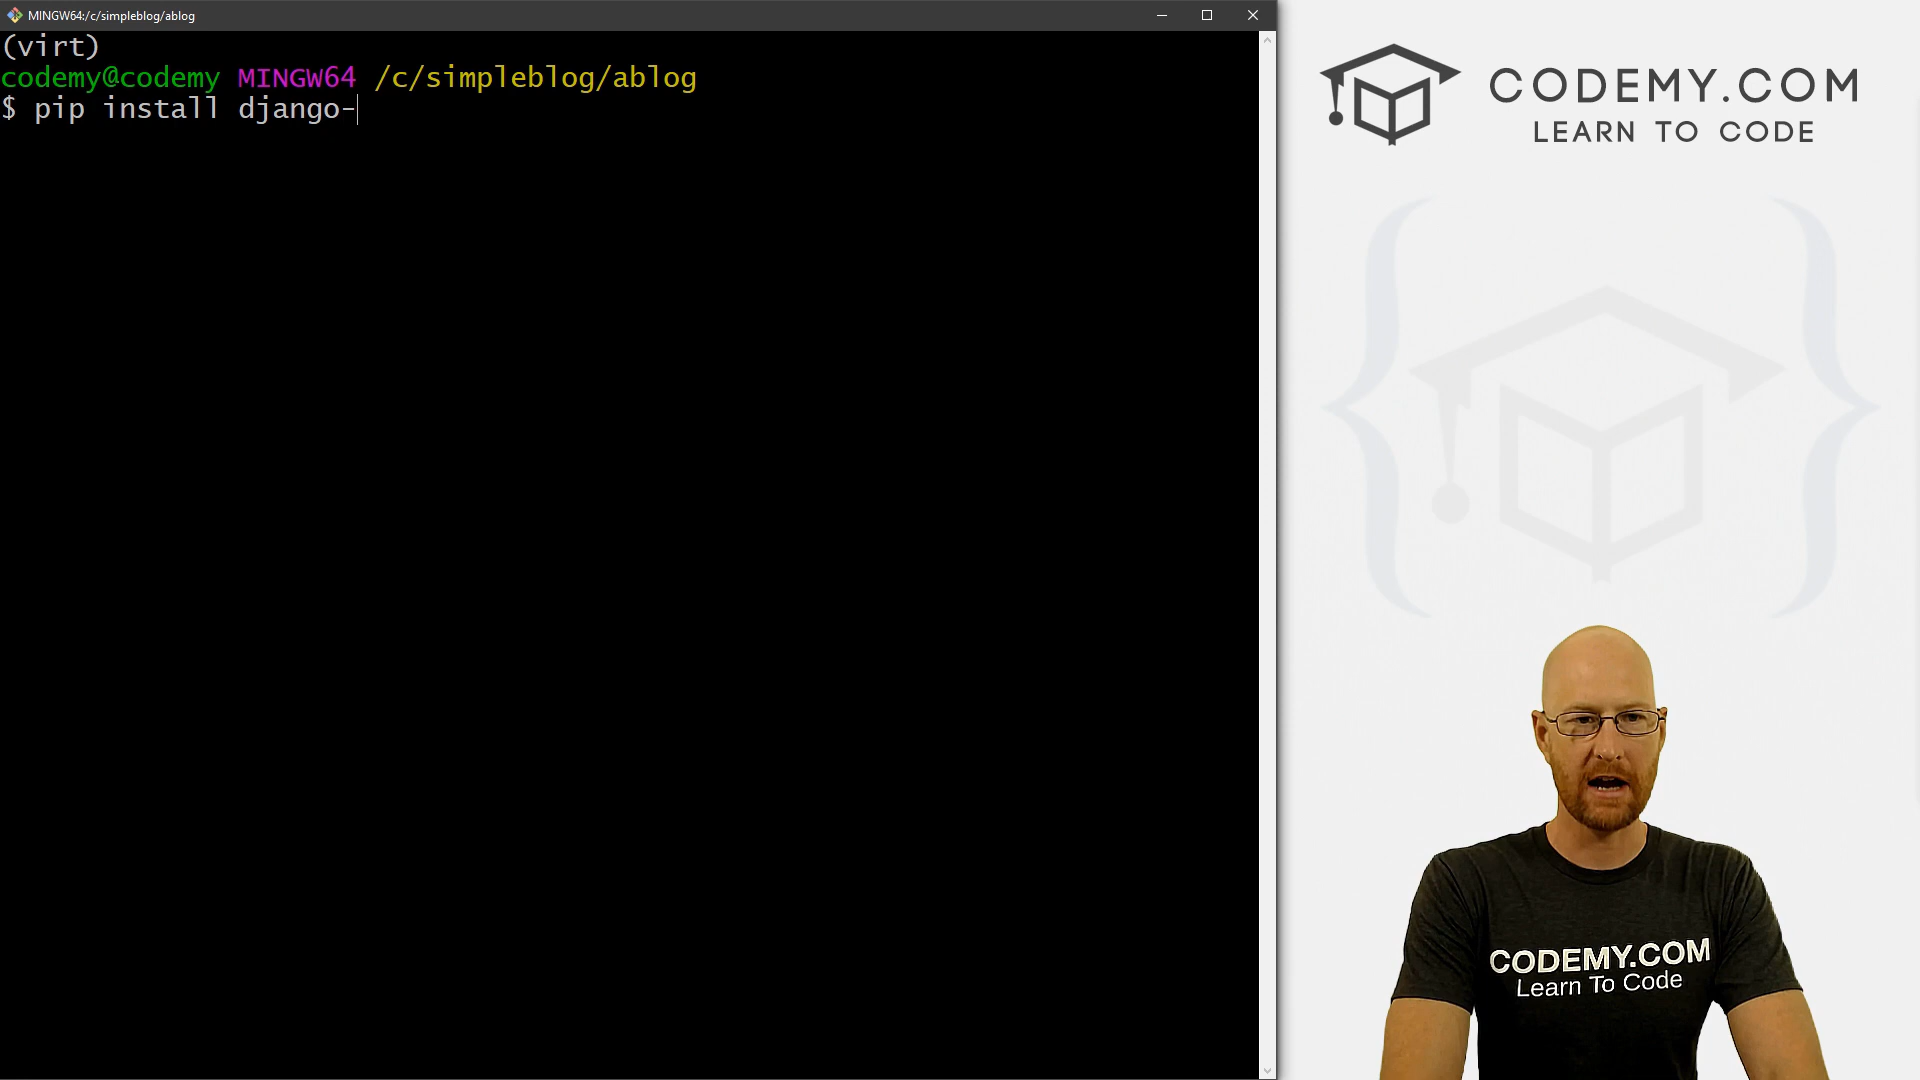 MINGW64:/c/simpleblog/ablog
(virt)
codemy@codemy MINGW64 /c/simpleblog/ablog
$ pip install django-
CODEMY.COM
LEARN TO CODE
CODEMY.COM
Learn To Code